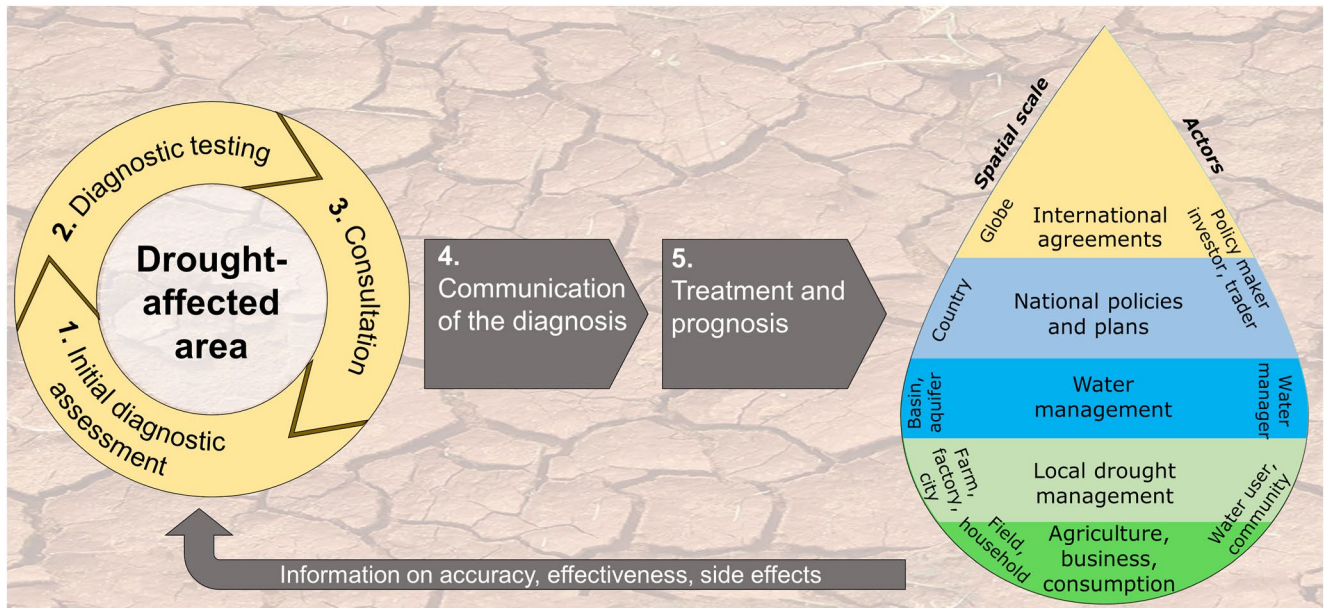 Drought-
affected
area
1. Initial diagnostic
assessment
2. Diagnostic testing
3. Consultation
4.
Communication
of the diagnosis
5.
Treatment and
prognosis
Spatial scale
Actors
Globe
International
agreements
Policy maker
investor, trader
Country
National policies
and plans
Basin,
aquifer
Water
management
Water
manager
Farm,
factory,
city
Local drought
management
Water user,
community
Field,
household
Agriculture,
business,
consumption
Information on accuracy, effectiveness, side effects